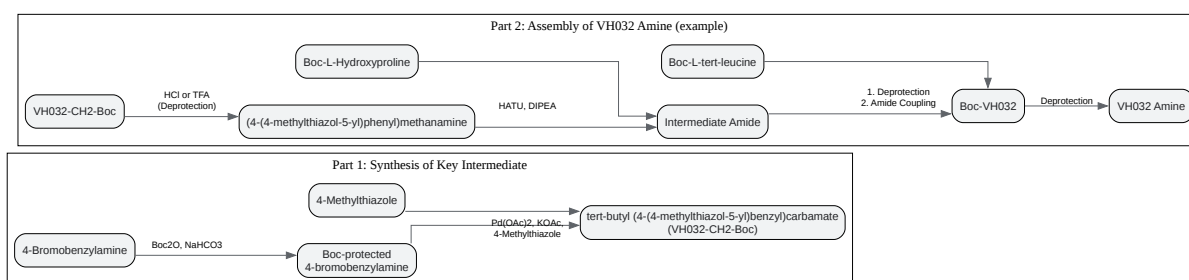 Part 2: Assembly of VH032 Amine (example)
Boc-L-Hydroxyproline
Boc-L-tert-leucine
VH032-CH2-Boc
HCl or TFA
(Deprotection)
(4-(4-methylthiazol-5-yl)phenyl)methanamine
HATU, DIPEA
Intermediate Amide
1. Deprotection
2. Amide Coupling
Boc-VH032
Deprotection
VH032 Amine
Part 1: Synthesis of Key Intermediate
4-Methylthiazole
4-Bromobenzylamine
Boc2O, NaHCO3
Boc-protected
4-bromobenzylamine
Pd(OAc)2, KOAc,
4-Methylthiazole
tert-butyl (4-(4-methylthiazol-5-yl)benzyl)carbamate
(VH032-CH2-Boc)